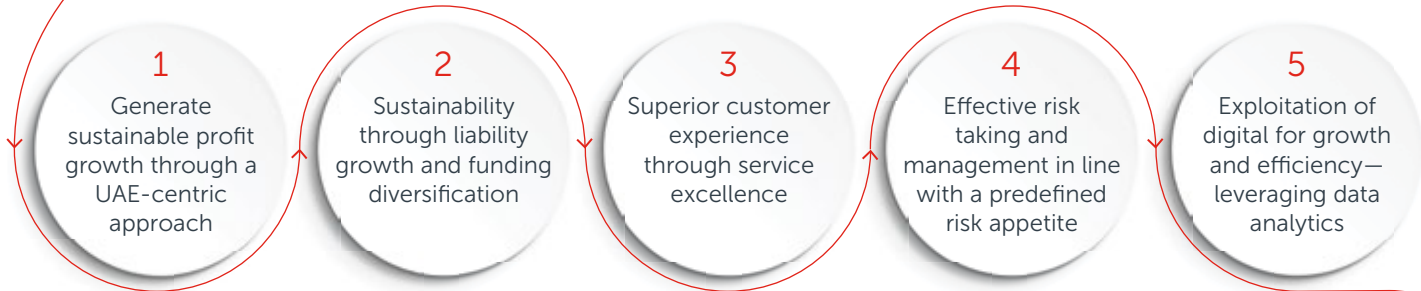 1
Generate
sustainable profit
growth through a
UAE-centric
approach
2
Sustainability
through liability
growth and funding
diversification
3
Superior customer
experience
through service
excellence
4
Effective risk
taking and
management in line
with a predefined
risk appetite
5
Exploitation of
digital for growth
and efficiency—
leveraging data
analytics